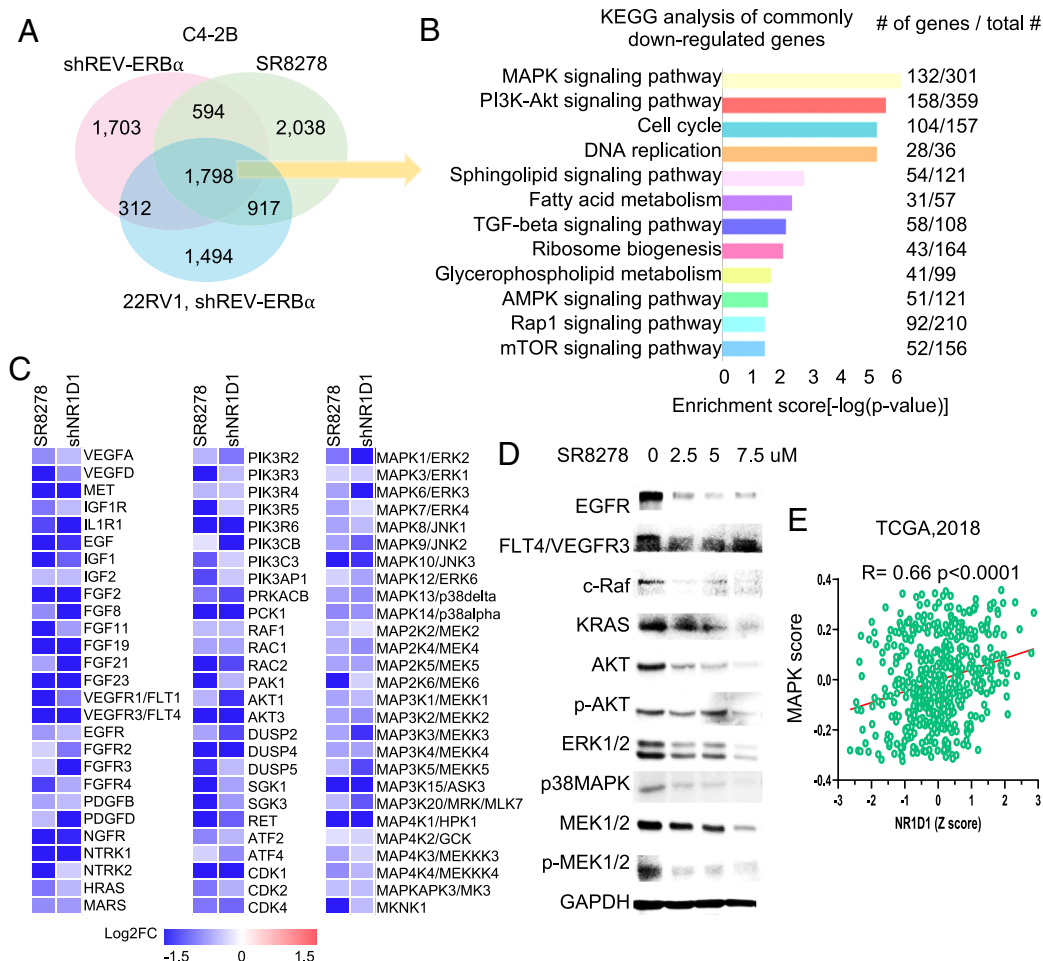 A
C4-2B
shREV-ERBα
SR8278
594
1,703
2,038
1,798
312
917
1,494
22RV1, shREV-ERBα
B
KEGG analysis of commonly
down-regulated genes
# of genes / total #
MAPK signaling pathway 132/301
PI3K-Akt signaling pathway 158/359
Cell cycle 104/157
DNA replication 28/36
Sphingolipid signaling pathway 54/121
Fatty acid metabolism 31/57
TGF-beta signaling pathway 58/108
Ribosome biogenesis 43/164
Glycerophospholipid metabolism 41/99
AMPK signaling pathway 51/121
Rap1 signaling pathway 92/210
mTOR signaling pathway 52/156
0 1 2 3 4 5 6
Enrichment score[-log(p-value)]
C
SR8278
shNR1D1
VEGFA
VEGFD
MET
IGF1R
IL1R1
EGF
IGF1
IGF2
FGF2
FGF8
FGF11
FGF19
FGF21
FGF23
VEGFR1/FLT1
VEGFR3/FLT4
EGFR
FGFR2
FGFR3
FGFR4
PDGFB
PDGFD
NGFR
NTRK1
NTRK2
HRAS
MARS
SR8278
shNR1D1
PIK3R2
PIK3R3
PIK3R4
PIK3R5
PIK3R6
PIK3CB
PIK3C3
PIK3AP1
PRKACB
PCK1
RAF1
RAC1
RAC2
PAK1
AKT1
AKT3
DUSP2
DUSP4
DUSP5
SGK1
SGK3
RET
ATF2
ATF4
CDK1
CDK2
CDK4
SR8278
shNR1D1
MAPK1/ERK2
MAPK3/ERK1
MAPK6/ERK3
MAPK7/ERK4
MAPK8/JNK1
MAPK9/JNK2
MAPK10/JNK3
MAPK12/ERK6
MAPK13/p38delta
MAPK14/p38alpha
MAP2K2/MEK2
MAP2K4/MEK4
MAP2K5/MEK5
MAP2K6/MEK6
MAP3K1/MEKK1
MAP3K2/MEKK2
MAP3K3/MEKK3
MAP3K4/MEKK4
MAP3K5/MEKK5
MAP3K15/ASK3
MAP3K20/MRK/MLK7
MAP4K1/HPK1
MAP4K2/GCK
MAP4K3/MEKKK3
MAP4K4/MEKKK4
MAPKAPK3/MK3
MKNK1
Log2FC
-1.5 0 1.5
D
SR8278 0 2.5 5 7.5 uM
EGFR
FLT4/VEGFR3
c-Raf
KRAS
AKT
p-AKT
ERK1/2
p38MAPK
MEK1/2
p-MEK1/2
GAPDH
E
TCGA,2018
R= 0.66 p<0.0001
MAPK score
0.4
0.2
0.0
-0.2
-0.4
-3 -2 -1 0 1 2 3
NR1D1 (Z score)